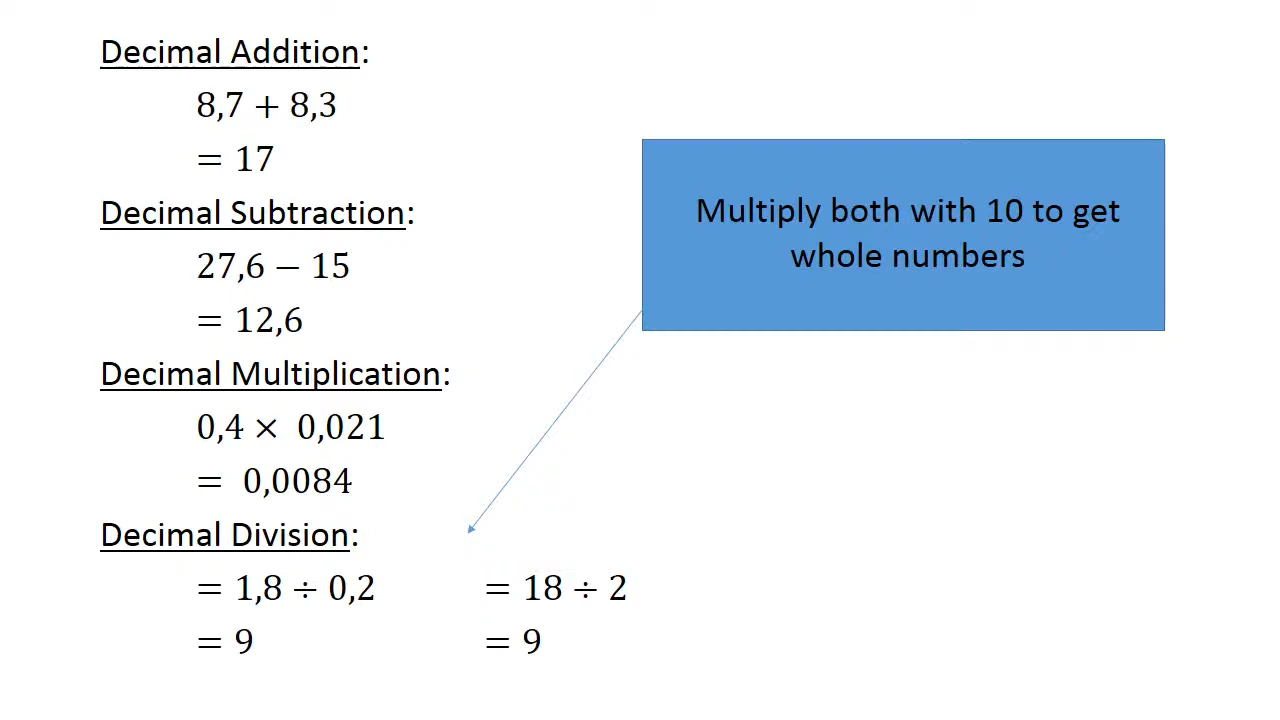 Decimal Addition:
8,7 + 8,3
= 17
Decimal Subtraction:
27,6 − 15
= 12,6
Decimal Multiplication:
0,4 × 0,021
= 0,0084
Decimal Division:
= 1,8 ÷ 0,2
= 9
= 18 ÷ 2
= 9
Multiply both with 10 to get
whole numbers